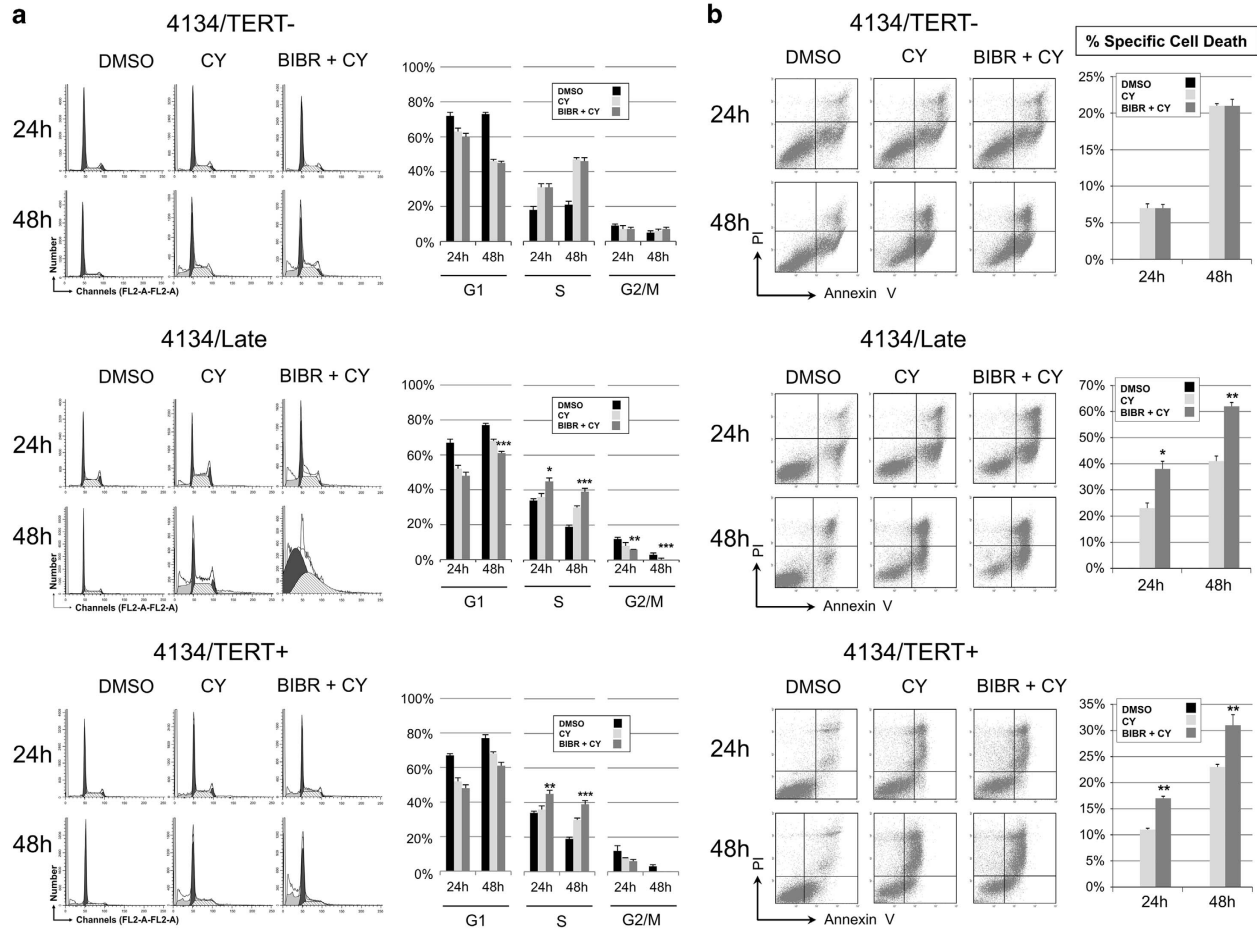 a
4134/TERT-
DMSO CY BIBR + CY
24h
48h
Number
Channels (FL2-A-FL2-A)
100%
80%
60%
40%
20%
0%
DMSO
CY
BIBR + CY
24h 48h 24h 48h 24h 48h
G1 S G2/M
4134/Late
DMSO CY BIBR + CY
24h
48h
Number
Channels (FL2-A-FL2-A)
100%
80%
60%
40%
20%
0%
DMSO
CY
BIBR + CY
*** * *** ** ***
24h 48h 24h 48h 24h 48h
G1 S G2/M
4134/TERT+
DMSO CY BIBR + CY
24h
48h
Number
Channels (FL2-A-FL2-A)
100%
80%
60%
40%
20%
0%
DMSO
CY
BIBR + CY
** ***
24h 48h 24h 48h 24h 48h
G1 S G2/M
b
4134/TERT-
DMSO CY BIBR + CY
24h
48h
PI
Annexin V
% Specific Cell Death
25%
20%
15%
10%
5%
0%
DMSO
CY
BIBR + CY
24h 48h
4134/Late
DMSO CY BIBR + CY
24h
48h
PI
Annexin V
70%
60%
50%
40%
30%
20%
10%
0%
DMSO
CY
BIBR + CY
* **
24h 48h
4134/TERT+
DMSO CY BIBR + CY
24h
48h
PI
Annexin V
35%
30%
25%
20%
15%
10%
5%
0%
DMSO
CY
BIBR + CY
** **
24h 48h